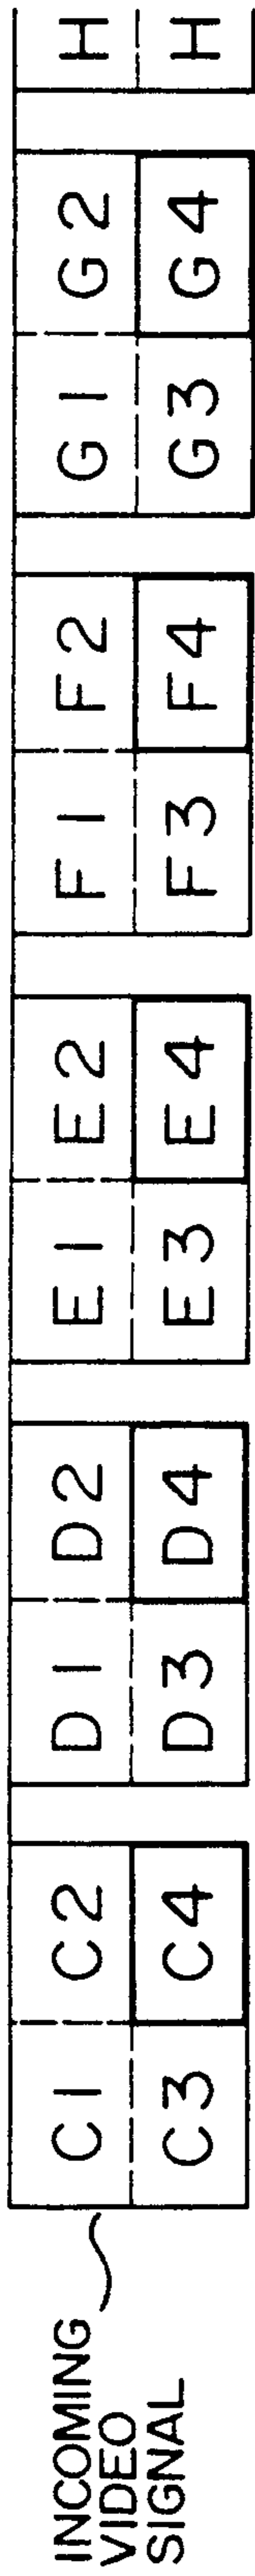 INCOMING
VIDEO
SIGNAL
C1 C2
C3 C4
D1 D2
D3 D4
E1 E2
E3 E4
F1 F2
F3 F4
G1 G2
G3 G4
H
H